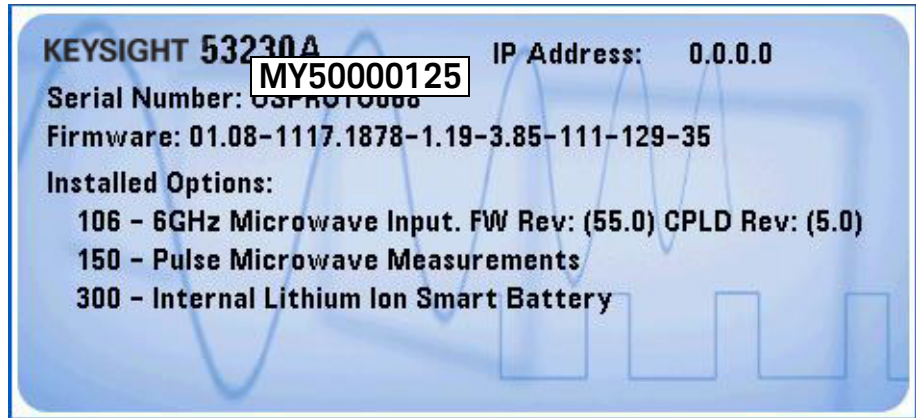 KEYSIGHT 53230A IP Address: 0.0.0.0
MY50000125
Serial Number:
Firmware: 01.08-1117.1878-1.19-3.85-111-129-35
Installed Options:
106 - 6GHz Microwave Input. FW Rev: (55.0) CPLD Rev: (5.0)
150 - Pulse Microwave Measurements
300 - Internal Lithium Ion Smart Battery